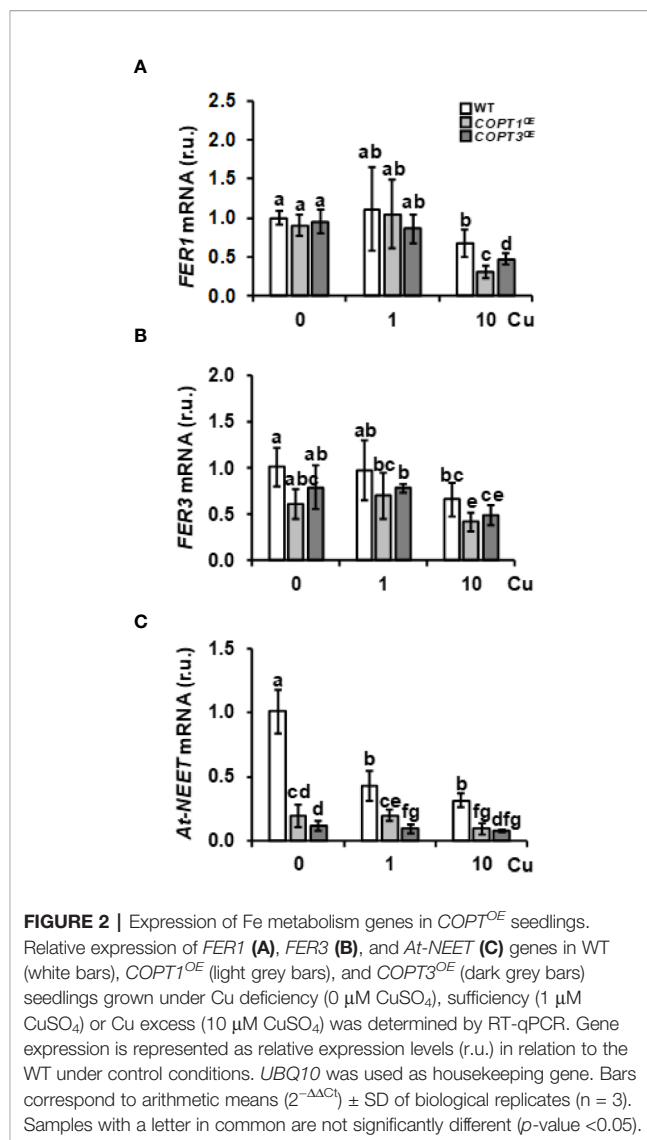 A
FER1 mRNA (r.u.)
2.5
2.0
1.5
1.0
0.5
0.0
WT
COPT1OE
COPT3OE
a a a
ab ab ab
b c d
0 1 10 Cu
B
FER3 mRNA (r.u.)
2.0
1.5
1.0
0.5
0.0
a abc ab
ab bc b
bc e ce
0 1 10 Cu
C
At-NEET mRNA (r.u.)
1.5
1.0
0.5
0.0
a cd d
b ce fg
b fg dfg
0 1 10 Cu
FIGURE 2 | Expression of Fe metabolism genes in COPTOE seedlings.
Relative expression of FER1 (A), FER3 (B), and At-NEET (C) genes in WT
(white bars), COPT1OE (light grey bars), and COPT3OE (dark grey bars)
seedlings grown under Cu deficiency (0 μM CuSO4), sufficiency (1 μM
CuSO4) or Cu excess (10 μM CuSO4) was determined by RT-qPCR. Gene
expression is represented as relative expression levels (r.u.) in relation to the
WT under control conditions. UBQ10 was used as housekeeping gene. Bars
correspond to arithmetic means (2−ΔΔCt) ± SD of biological replicates (n = 3).
Samples with a letter in common are not significantly different (p-value <0.05).